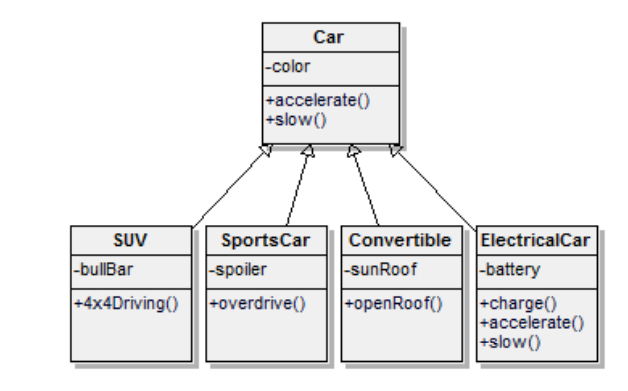 Car
-color
+accelerate()
+slow()
SUV
-bullBar
+4x4Driving()
SportsCar
-spoiler
+overdrive()
Convertible
-sunRoof
+openRoof()
ElectricalCar
-battery
+charge()
+accelerate()
+slow()